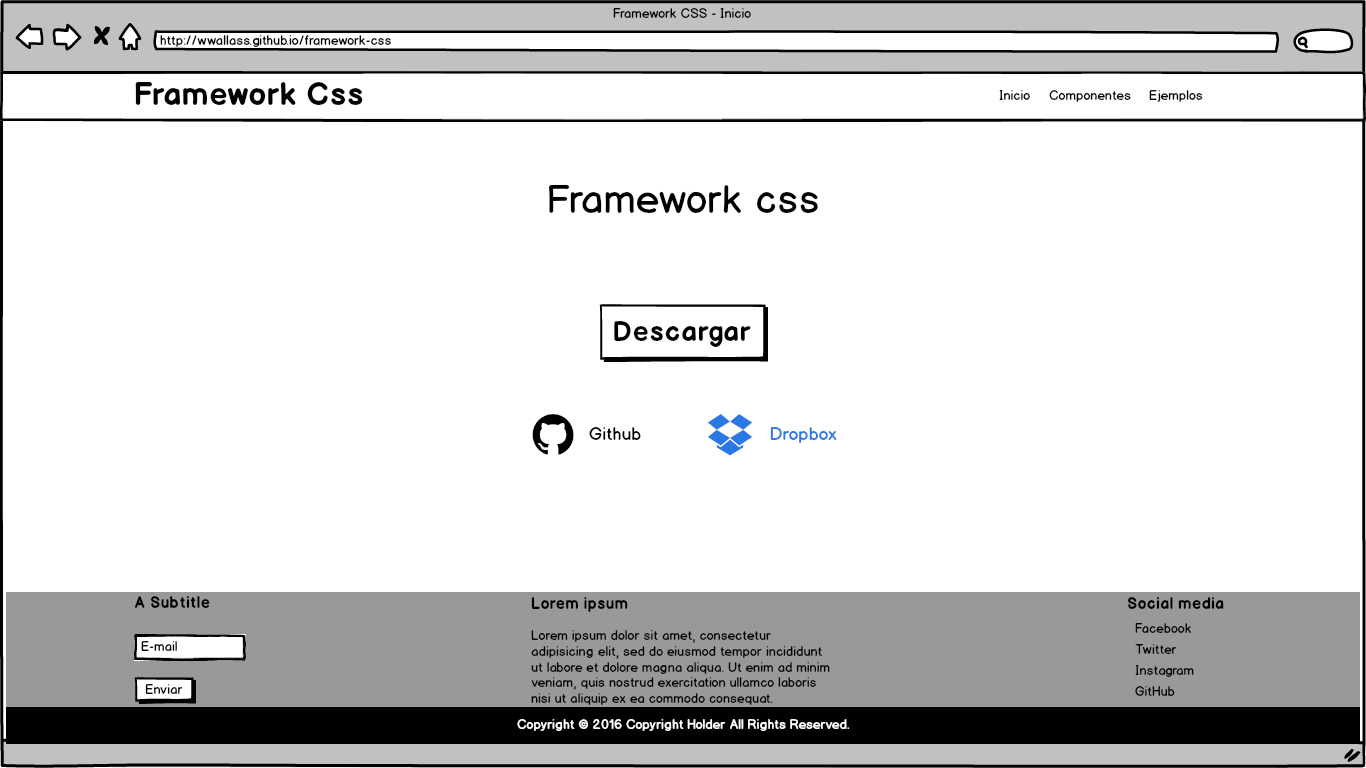 Framework CSS - Inicio
http://wwallass.github.io/framework-css
Framework Css
Inicio Componentes Ejemplos
Framework css
Descargar
Github Dropbox
A Subtitle
E-mail
Enviar
Lorem ipsum
Lorem ipsum dolor sit amet, consectetur
adipisicing elit, sed do eiusmod tempor incididunt
ut labore et dolore magna aliqua. Ut enim ad minim
veniam, quis nostrud exercitation ullamco laboris
nisi ut aliquip ex ea commodo consequat.
Social media
Facebook
Twitter
Instagram
GitHub
Copyright © 2016 Copyright Holder All Rights Reserved.